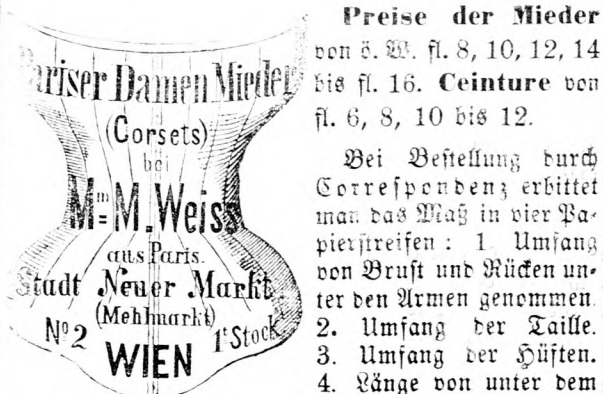 Pariser Damen Mieder
(Corsets)
bei
Mm= M. Weiss
aus Paris.
Stadt Neuer Markt
(Mehlmarkt)
No 2 1t Stock
WIEN
Preise der Mieder
von ö. W. fl. 8, 10, 12, 14
bis fl. 16. Ceinture von
fl. 6, 8, 10 bis 12.
Bei Bestellung durch
Correspondenz erbittet
man das Maß in vier Pa-
pierstreifen: 1 Umfang
von Brust und Rücken un-
ter den Armen genommen.
2. Umfang der Taille.
3. Umfang der Hüften.
4. Länge von unter dem